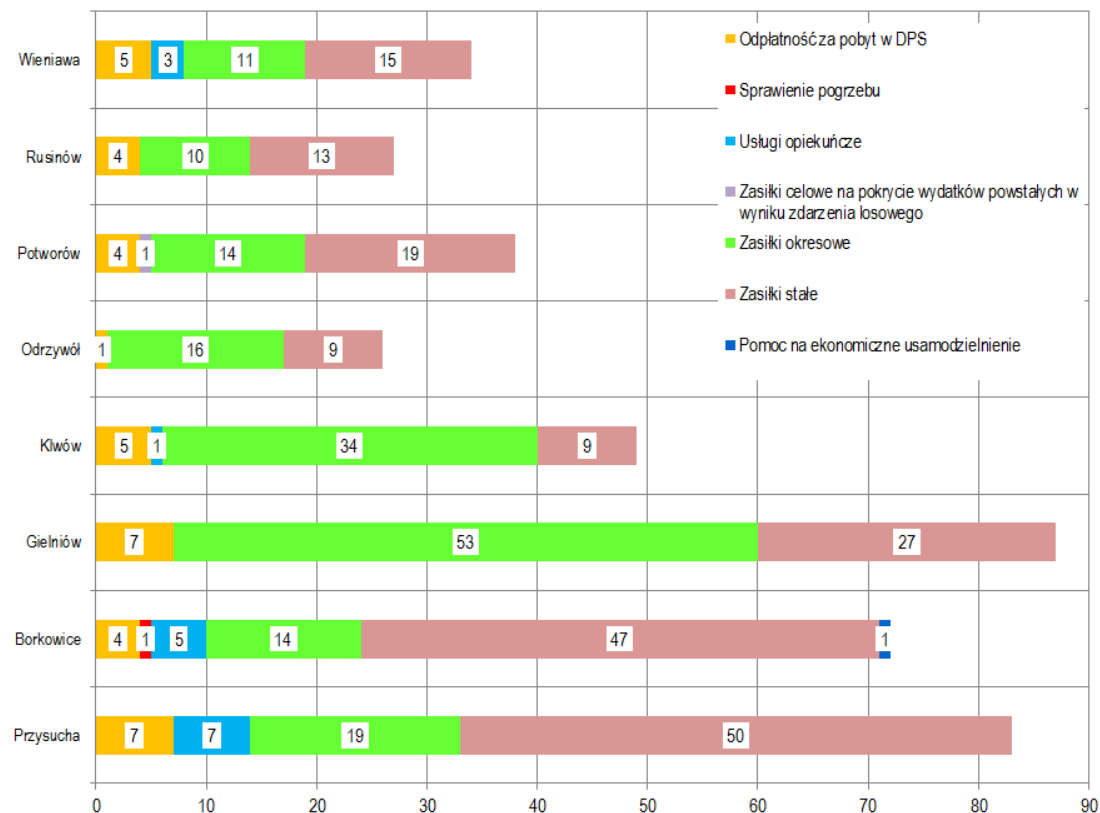 Wieniawa
5 3 11 15
Rusinów
4 10 13
Potworów
4 1 14 19
Odrzywół
1 16 9
Klwów
5 1 34 9
Gielniów
7 53 27
Borkowice
4 1 5 14 47 1
Przysucha
7 7 19 50
0 10 20 30 40 50 60 70 80 90
Odpłatność za pobyt w DPS
Sprawienie pogrzebu
Usługi opiekuńcze
Zasiłki celowe na pokrycie wydatków powstałych w
wyniku zdarzenia losowego
Zasiłki okresowe
Zasiłki stałe
Pomoc na ekonomiczne usamodzielnienie